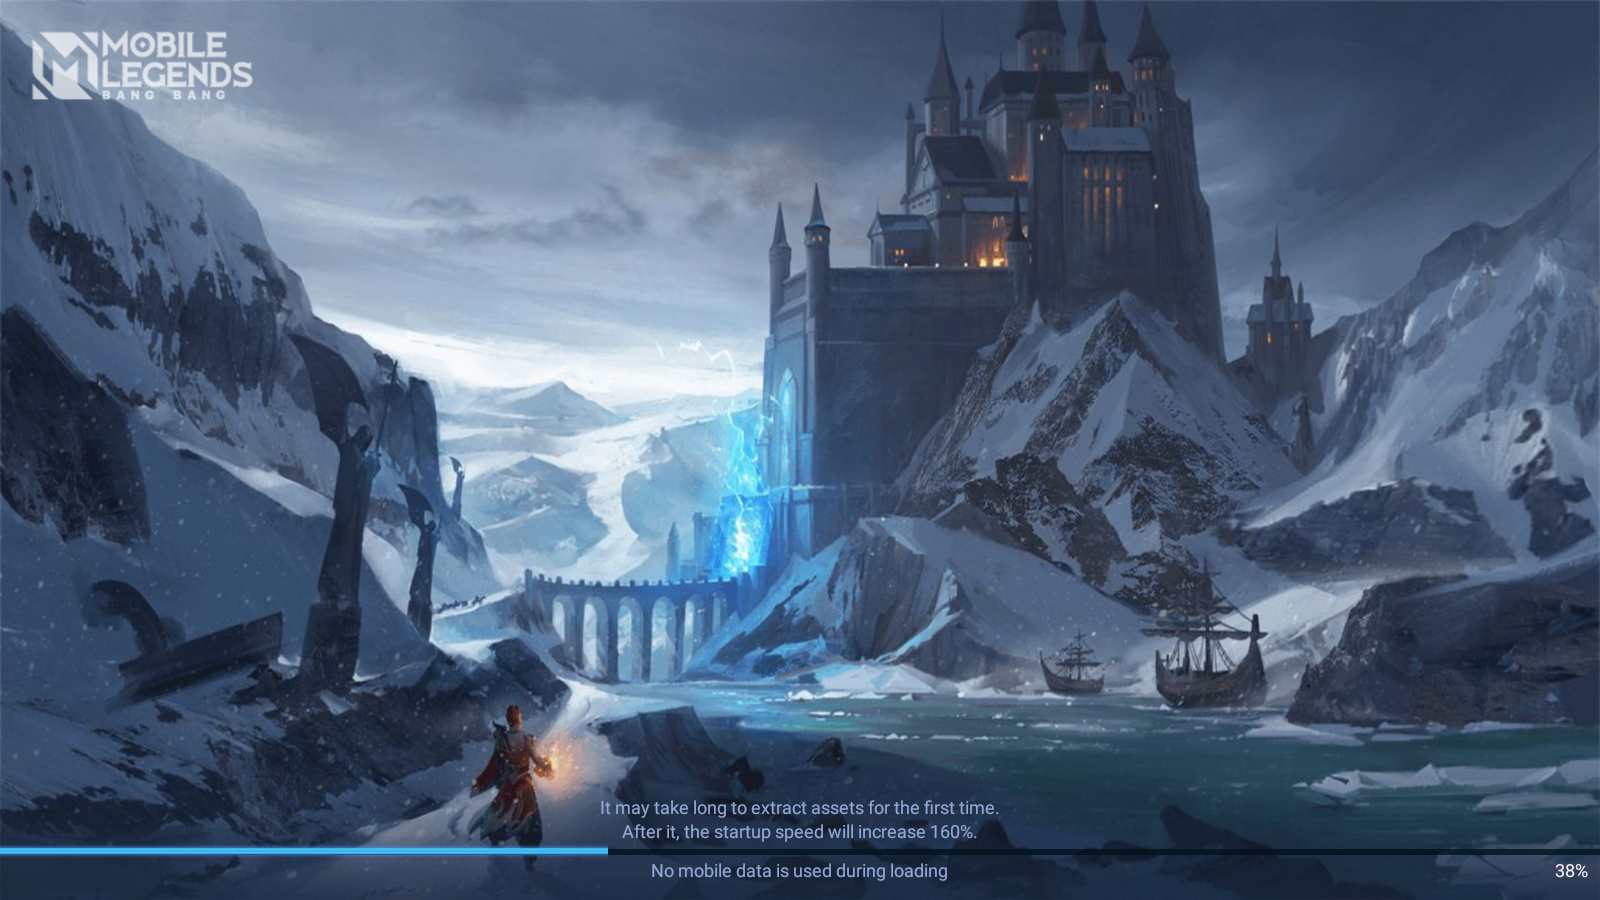 MOBILE
LEGENDS
BANG BANG
It may take long to extract assets for the first time.
After it, the startup speed will increase 160%.
No mobile data is used during loading
38%